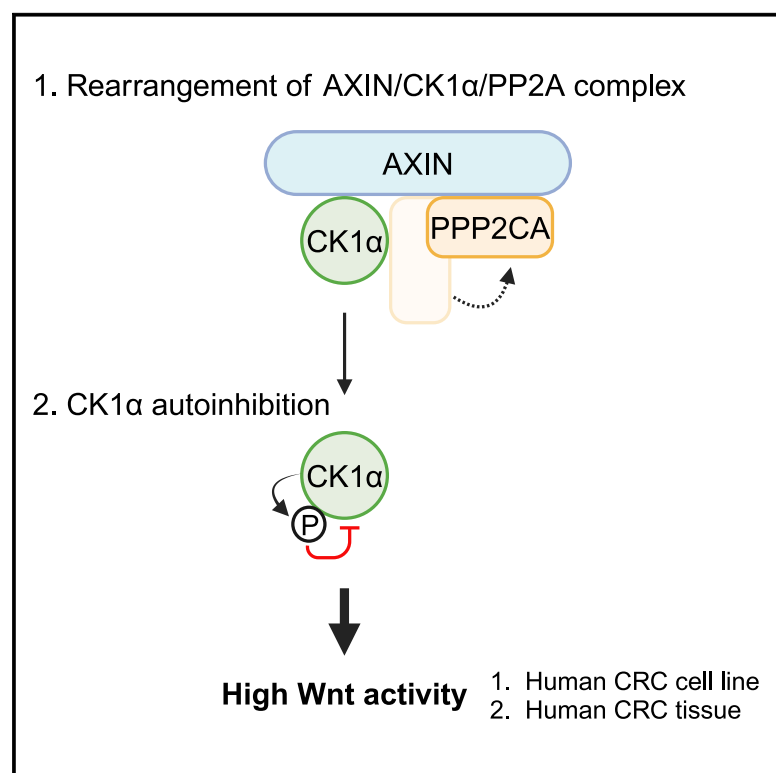 1. Rearrangement of AXIN/CK1α/PP2A complex
AXIN
CK1α
PPP2CA
2. CK1α autoinhibition
CK1α
P
High Wnt activity
1. Human CRC cell line
2. Human CRC tissue